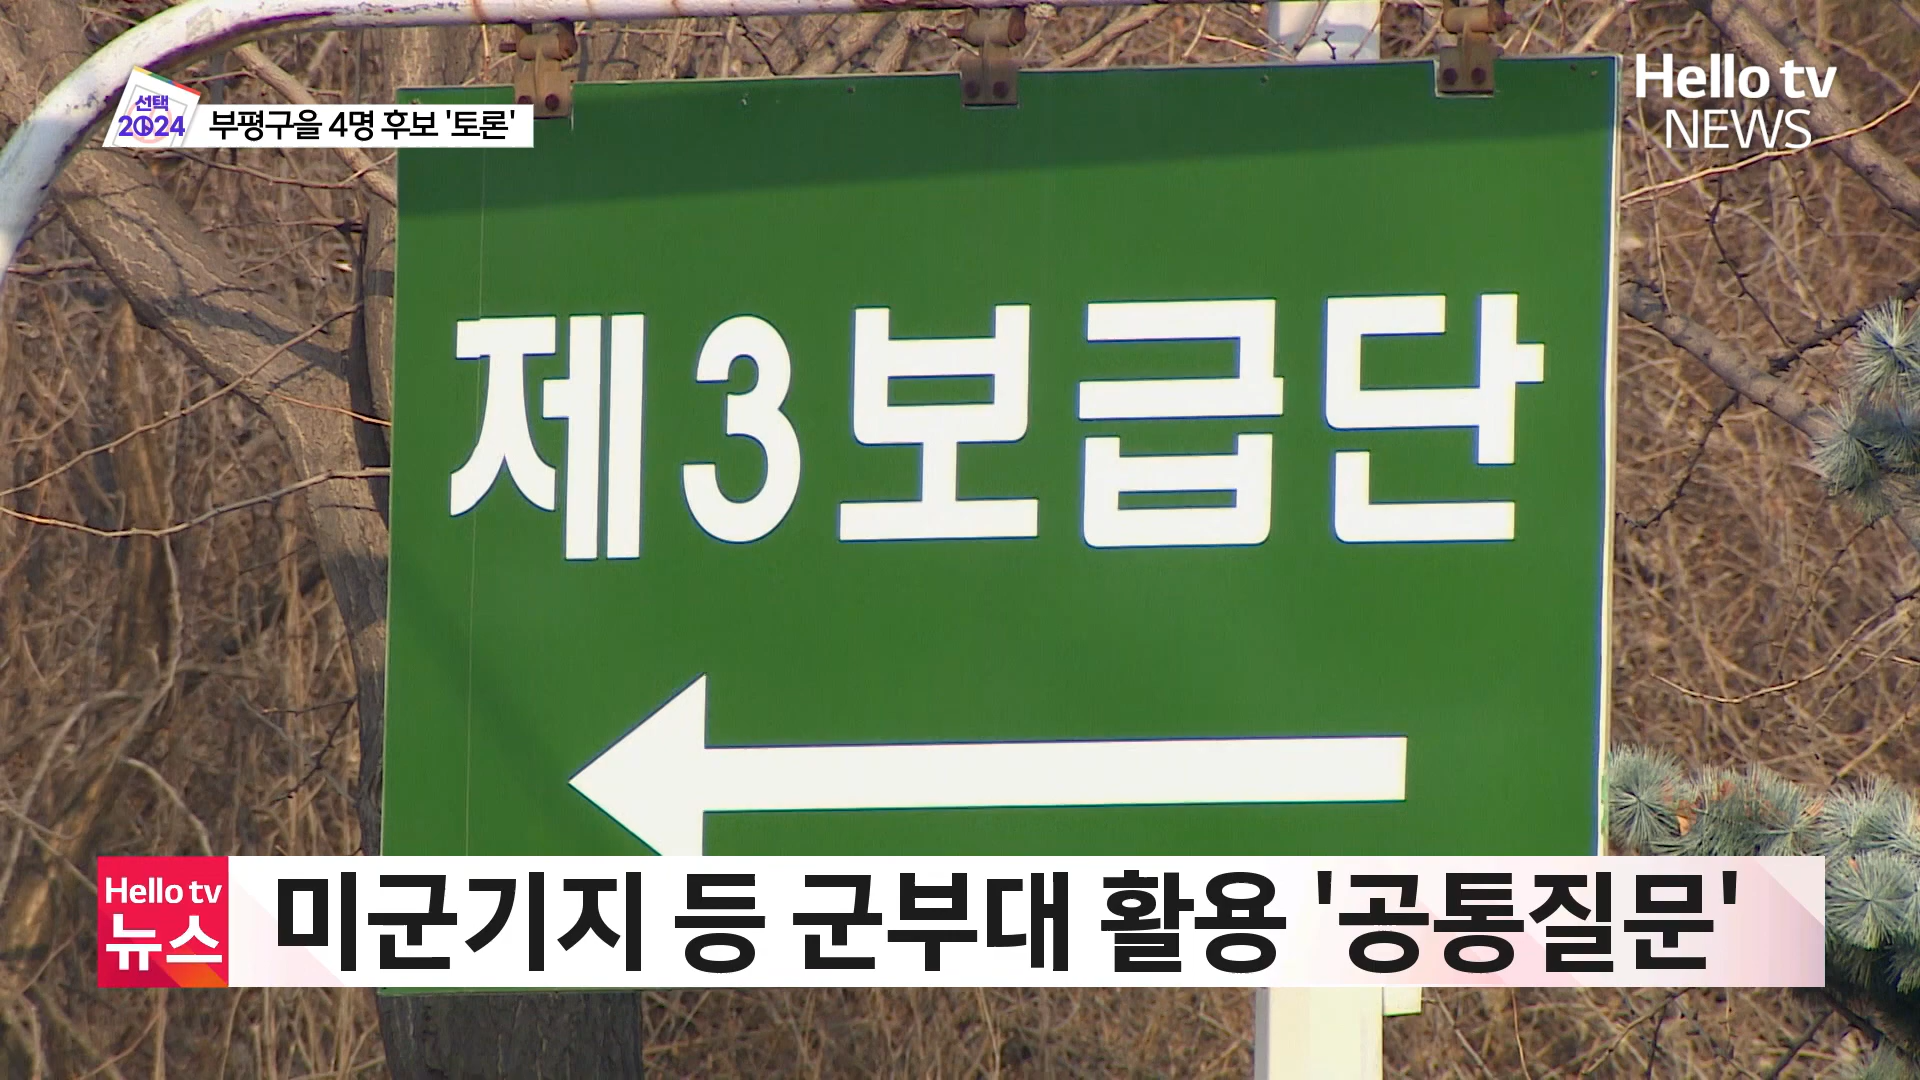 선택
2024
부평구을 4명 후보 '토론'
Hello tv
NEWS
제3보급단
Hello tv
뉴스
미군기지 등 군부대 활용 '공통질문'